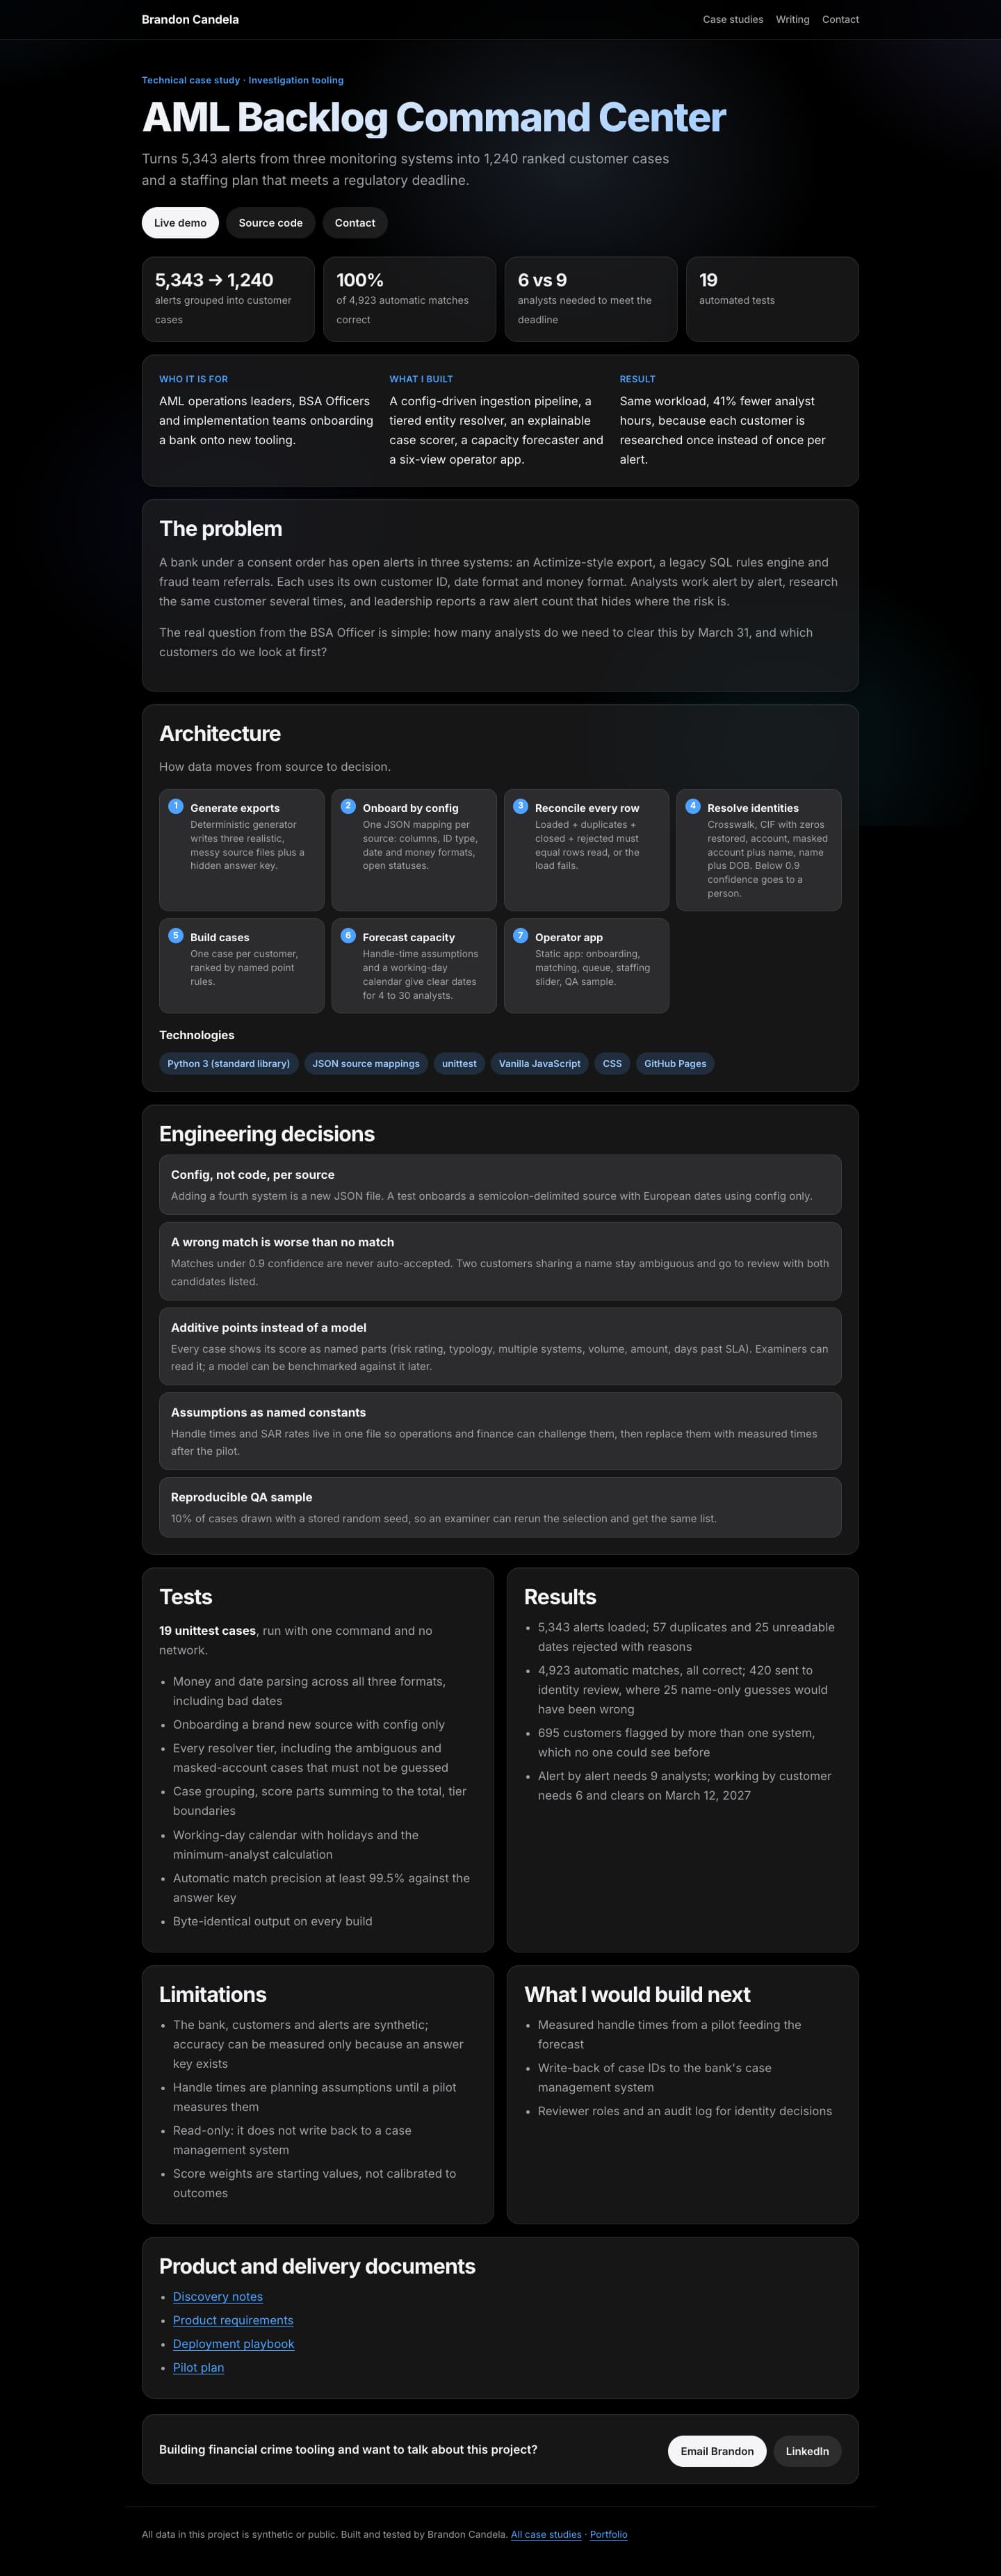 Brandon Candela
Case studies Writing Contact
Technical case study · Investigation tooling
AML Backlog Command Center
Turns 5,343 alerts from three monitoring systems into 1,240 ranked customer cases
and a staffing plan that meets a regulatory deadline.
Live demo Source code Contact
5,343 → 1,240
alerts grouped into customer
cases
100%
of 4,923 automatic matches
correct
6 vs 9
analysts needed to meet the
deadline
19
automated tests
WHO IT IS FOR
AML operations leaders, BSA Officers
and implementation teams onboarding
a bank onto new tooling.
WHAT I BUILT
A config-driven ingestion pipeline, a
tiered entity resolver, an explainable
case scorer, a capacity forecaster and
a six-view operator app.
RESULT
Same workload, 41% fewer analyst
hours, because each customer is
researched once instead of once per
alert.
The problem
A bank under a consent order has open alerts in three systems: an Actimize-style export, a legacy SQL rules engine and
fraud team referrals. Each uses its own customer ID, date format and money format. Analysts work alert by alert, research
the same customer several times, and leadership reports a raw alert count that hides where the risk is.
The real question from the BSA Officer is simple: how many analysts do we need to clear this by March 31, and which
customers do we look at first?
Architecture
How data moves from source to decision.
1 Generate exports
Deterministic generator
writes three realistic,
messy source files plus a
hidden answer key.
2 Onboard by config
One JSON mapping per
source: columns, ID type,
date and money formats,
open statuses.
3 Reconcile every row
Loaded + duplicates +
closed + rejected must
equal rows read, or the
load fails.
4 Resolve identities
Crosswalk, CIF with zeros
restored, account, masked
account plus name, name
plus DOB. Below 0.9
confidence goes to a
person.
5 Build cases
One case per customer,
ranked by named point
rules.
6 Forecast capacity
Handle-time assumptions
and a working-day
calendar give clear dates
for 4 to 30 analysts.
7 Operator app
Static app: onboarding,
matching, queue, staffing
slider, QA sample.
Technologies
Python 3 (standard library) JSON source mappings unittest Vanilla JavaScript CSS GitHub Pages
Engineering decisions
Config, not code, per source
Adding a fourth system is a new JSON file. A test onboards a semicolon-delimited source with European dates using config only.
A wrong match is worse than no match
Matches under 0.9 confidence are never auto-accepted. Two customers sharing a name stay ambiguous and go to review with both
candidates listed.
Additive points instead of a model
Every case shows its score as named parts (risk rating, typology, multiple systems, volume, amount, days past SLA). Examiners can
read it; a model can be benchmarked against it later.
Assumptions as named constants
Handle times and SAR rates live in one file so operations and finance can challenge them, then replace them with measured times
after the pilot.
Reproducible QA sample
10% of cases drawn with a stored random seed, so an examiner can rerun the selection and get the same list.
Tests
19 unittest cases, run with one command and no
network.
• Money and date parsing across all three formats,
including bad dates
• Onboarding a brand new source with config only
• Every resolver tier, including the ambiguous and
masked-account cases that must not be guessed
• Case grouping, score parts summing to the total, tier
boundaries
• Working-day calendar with holidays and the
minimum-analyst calculation
• Automatic match precision at least 99.5% against the
answer key
• Byte-identical output on every build
Results
• 5,343 alerts loaded; 57 duplicates and 25 unreadable
dates rejected with reasons
• 4,923 automatic matches, all correct; 420 sent to
identity review, where 25 name-only guesses would
have been wrong
• 695 customers flagged by more than one system,
which no one could see before
• Alert by alert needs 9 analysts; working by customer
needs 6 and clears on March 12, 2027
Limitations
• The bank, customers and alerts are synthetic;
accuracy can be measured only because an answer
key exists
• Handle times are planning assumptions until a pilot
measures them
• Read-only: it does not write back to a case
management system
• Score weights are starting values, not calibrated to
outcomes
What I would build next
• Measured handle times from a pilot feeding the
forecast
• Write-back of case IDs to the bank's case
management system
• Reviewer roles and an audit log for identity decisions
Product and delivery documents
• Discovery notes
• Product requirements
• Deployment playbook
• Pilot plan
Building financial crime tooling and want to talk about this project?
Email Brandon LinkedIn
All data in this project is synthetic or public. Built and tested by Brandon Candela. All case studies · Portfolio